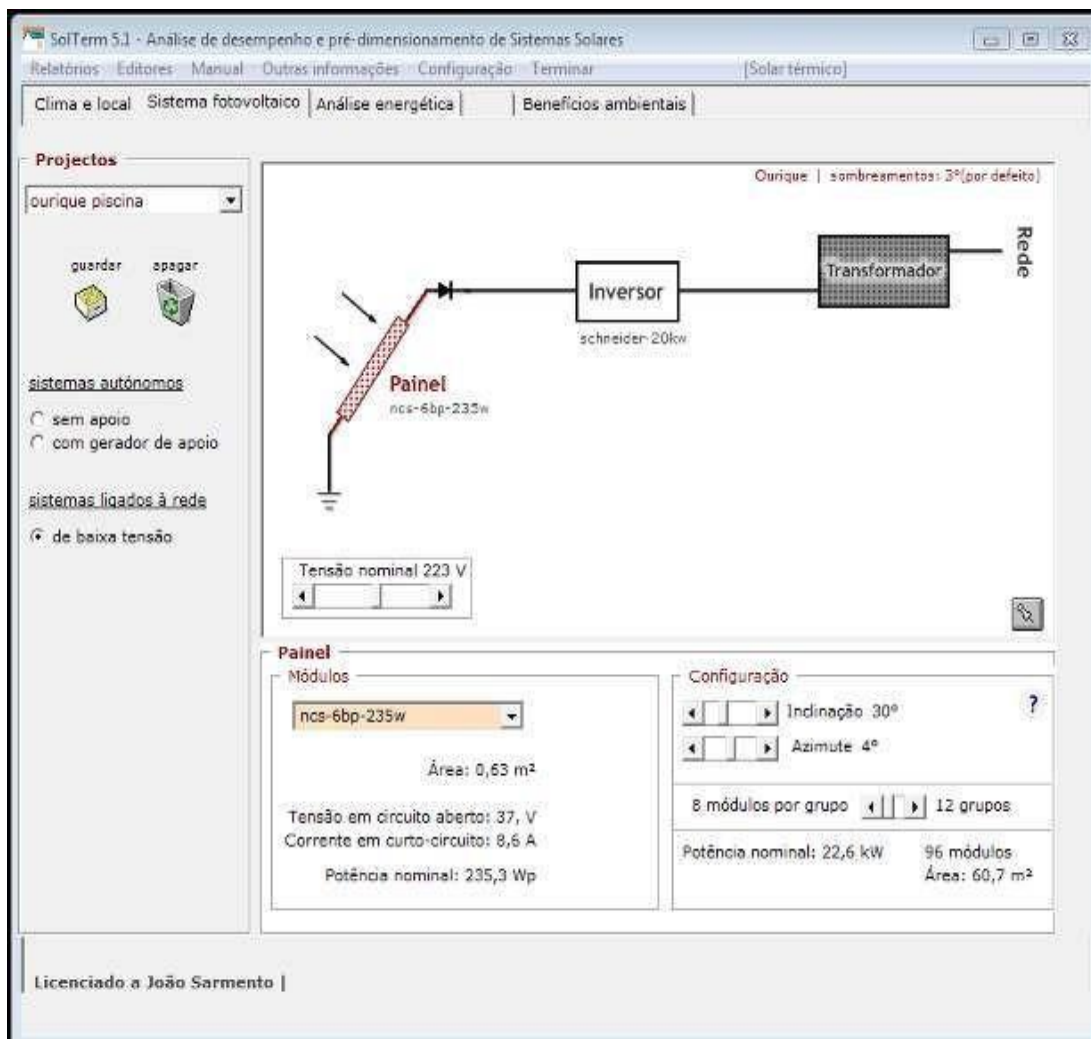 SolTerm 5.1 - Análise de desempenho e pré-dimensionamento de Sistemas Solares
Relatórios Editores Manual Outras informações Configuração Terminar [Solar térmico]
Clima e local Sistema fotovoltaico Análise energética Benefícios ambientais
Projectos
ourique piscina
guardar apagar
sistemas autónomos
sem apoio
com gerador de apoio
sistemas ligados à rede
de baixa tensão
Ourique | sombreamentos: 3º(por defeito)
Rede
Transformador
Inversor
schneider-20kw
Painel
ncs-6bp-235w
Tensão nominal 223 V
Painel
Módulos
ncs-6bp-235w
Área: 0,63 m²
Tensão em circuito aberto: 37, V
Corrente em curto-circuito: 8,6 A
Potência nominal: 235,3 Wp
Configuração
?
Inclinação 30º
Azimute 4º
8 módulos por grupo 12 grupos
Potência nominal: 22,6 kW 96 módulos
Área: 60,7 m²
Licenciado a João Sarmento |